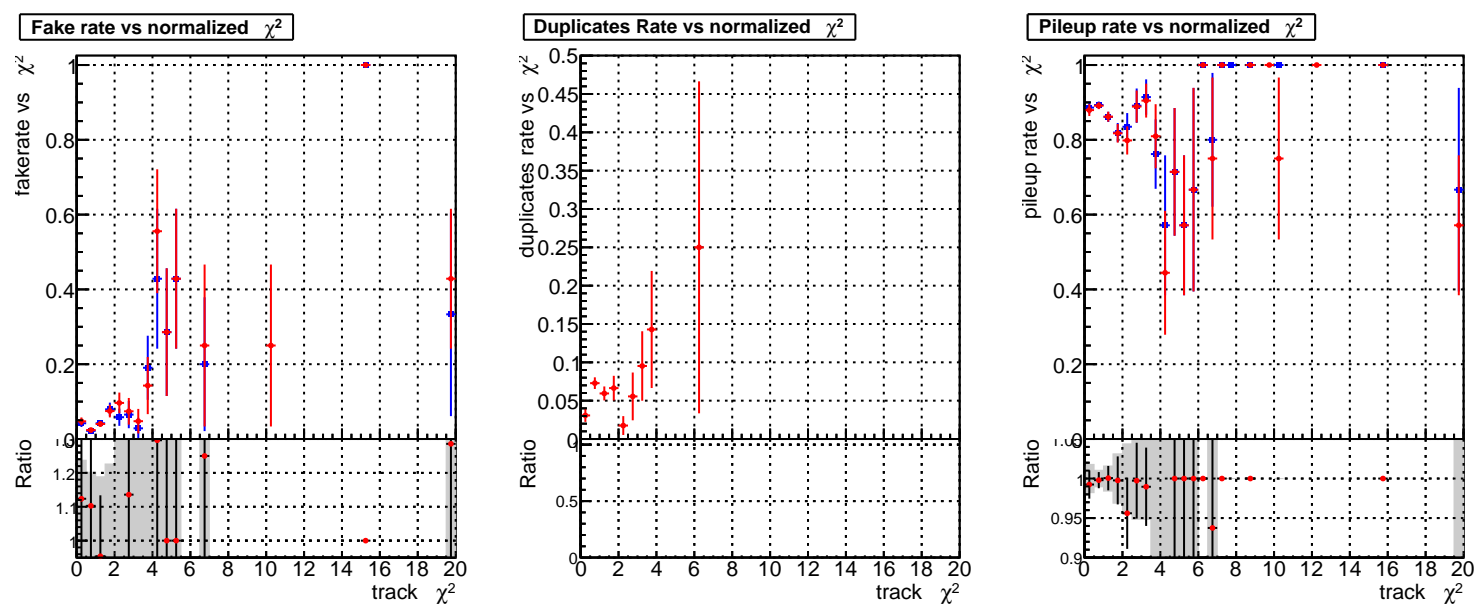 Fake rate vs normalized χ²
fakerate vs χ²
1
0.8
0.6
0.4
0.2
Ratio
1.2
1.1
1
0 2 4 6 8 10 12 14 16 18 20
track χ²
Duplicates Rate vs normalized χ²
duplicates rate vs χ²
0.5
0.45
0.4
0.35
0.3
0.25
0.2
0.15
0.1
0.05
0
Ratio
1
0.5
0
0 2 4 6 8 10 12 14 16 18 20
track χ²
Pileup rate vs normalized χ²
pileup rate vs χ²
1
0.8
0.6
0.4
0.2
Ratio
1
0.95
0.9
0 2 4 6 8 10 12 14 16 18 20
track χ²